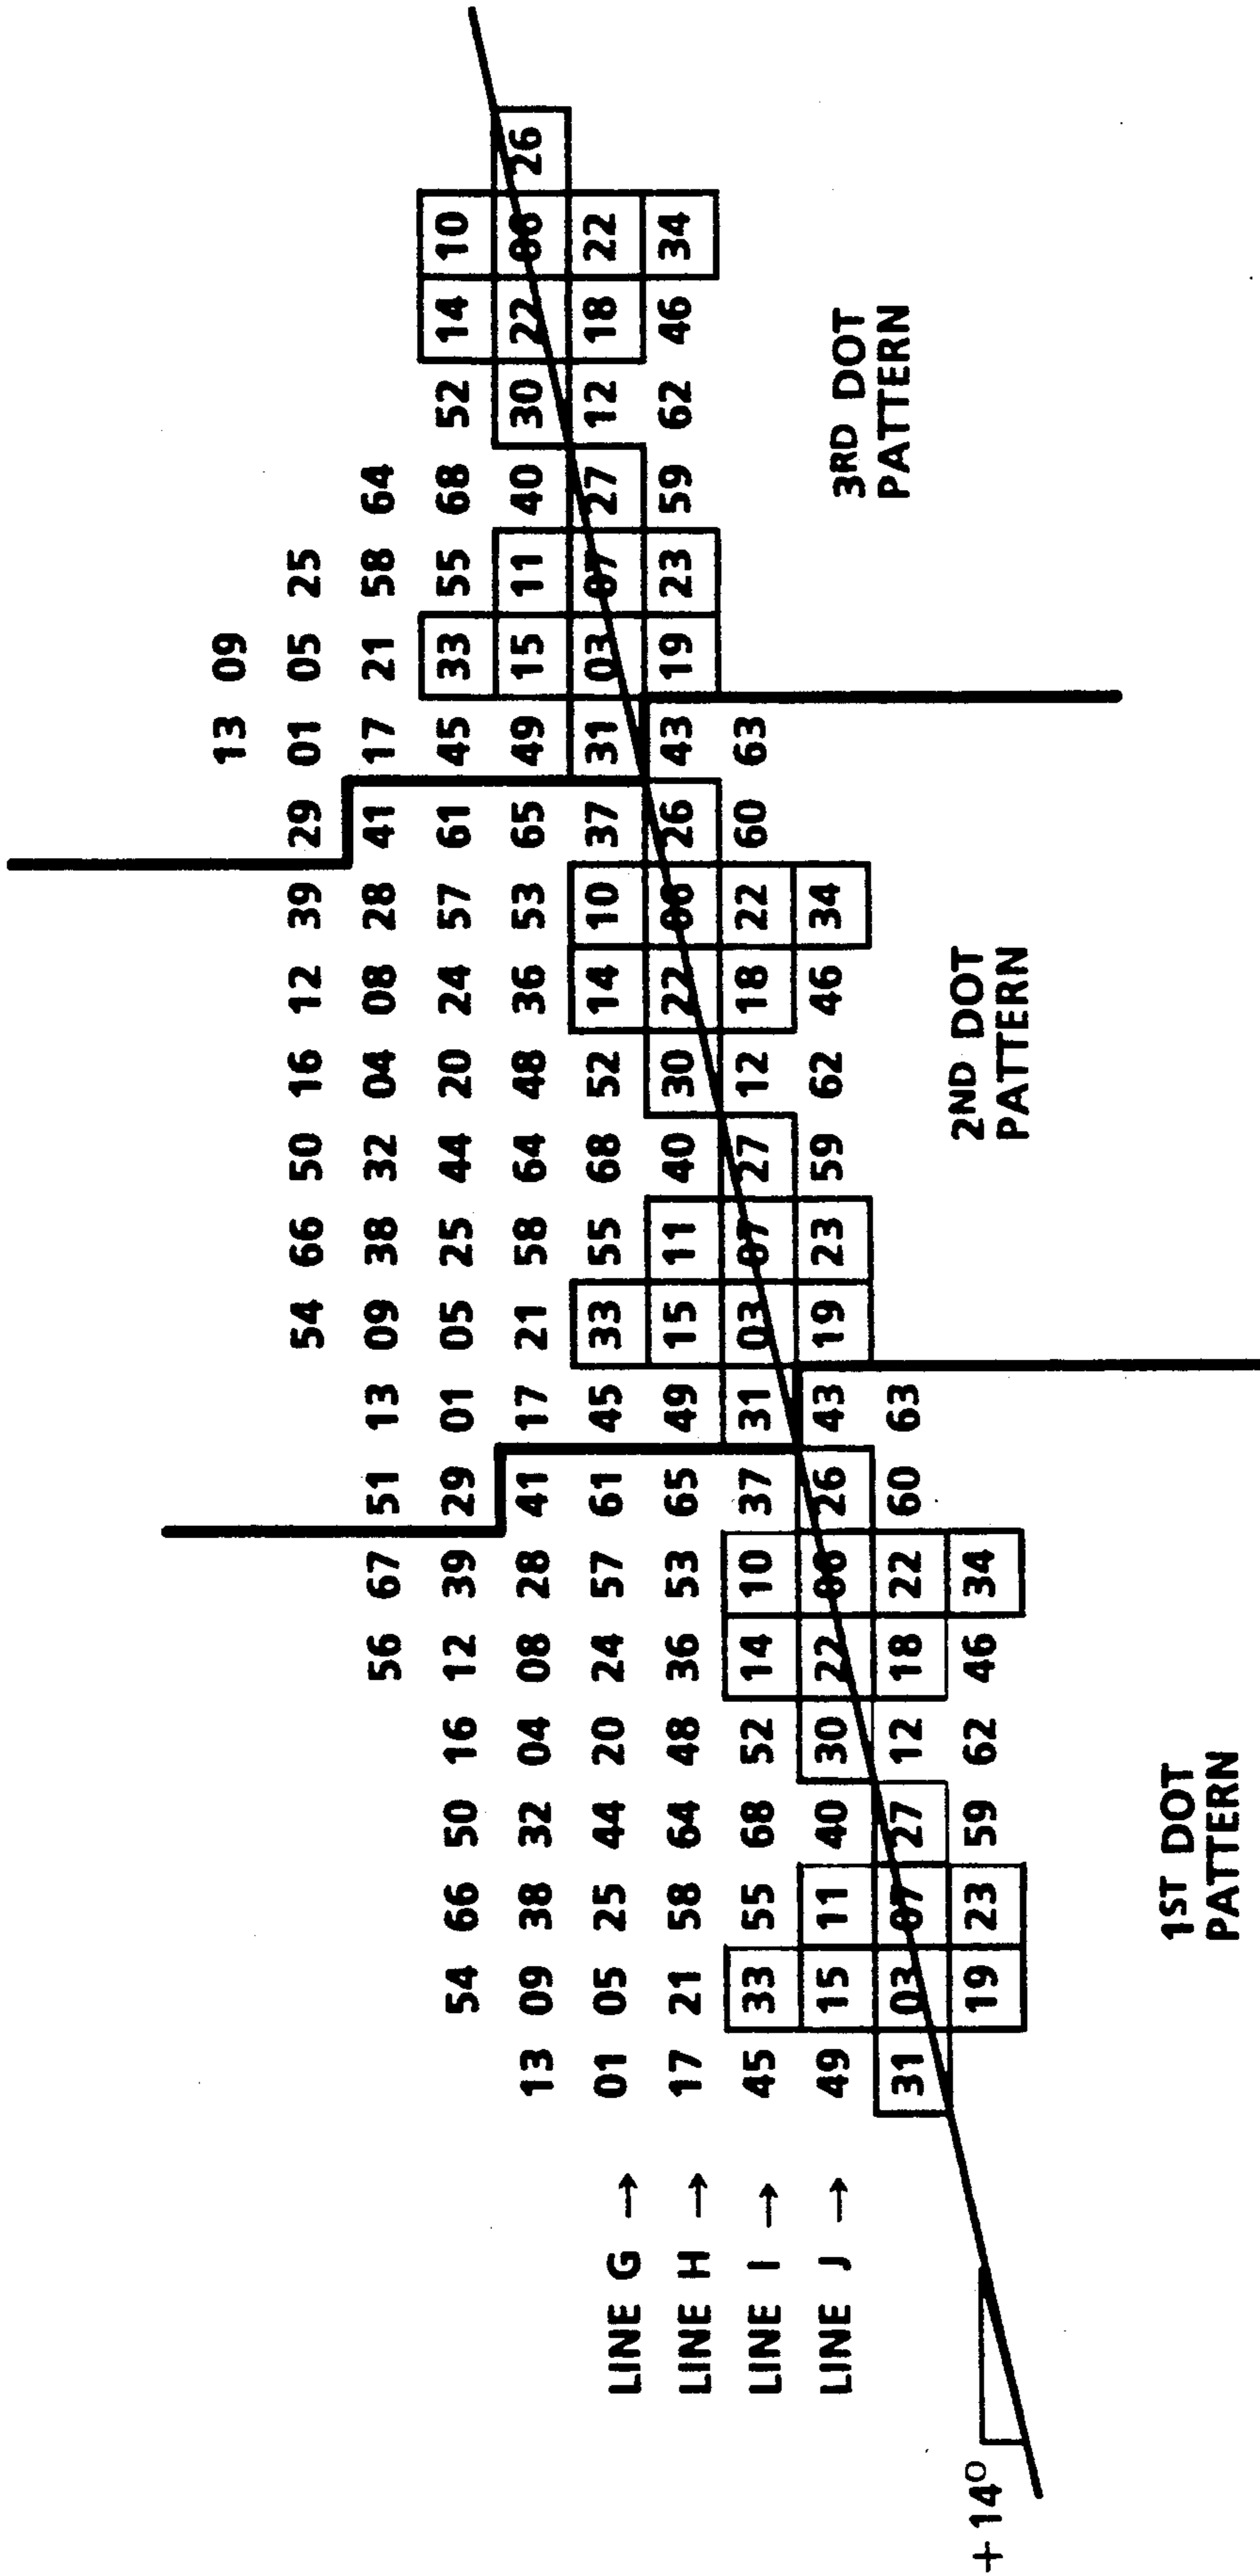 13 09
54 66 50 16 12 39 29 01 05 25
56 67 51 13 09 38 32 04 08 28 41 17 21 58 64
54 66 50 16 12 39 29 01 05 25 44 20 24 57 61 45 33 55 68 52 14 10
13 09 38 32 04 08 28 41 17 21 58 64 48 36 53 65 49 15 11 40 30 22 06 26
LINE G → 01 05 25 44 20 24 57 61 45 33 55 68 52 14 10 37 31 03 07 27 12 18 22
LINE H → 17 21 58 64 48 36 53 65 49 15 11 40 30 22 06 26 43 19 23 59 62 46 34
LINE I → 45 33 55 68 52 14 10 37 31 03 07 27 12 18 22 60 63
LINE J → 49 15 11 40 30 22 06 26 43 19 23 59 62 46 34
31 03 07 27 12 18 22 60 63
+14° 19 23 59 62 46 34
1ST DOT
PATTERN
2ND DOT
PATTERN
3RD DOT
PATTERN